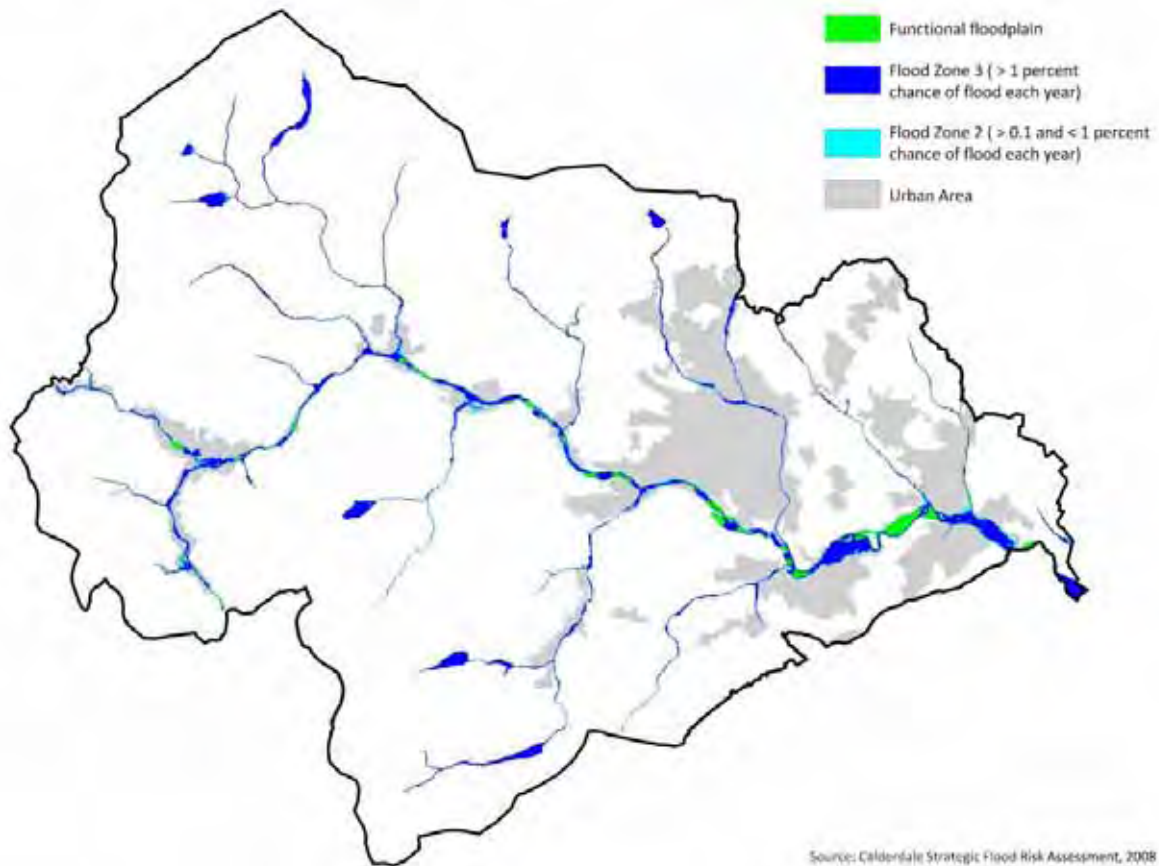 Functional floodplain
Flood Zone 3 ( > 1 percent
chance of flood each year)
Flood Zone 2 ( > 0.1 and < 1 percent
chance of flood each year)
Urban Area
Source: Calderdale Strategic Flood Risk Assessment, 2008